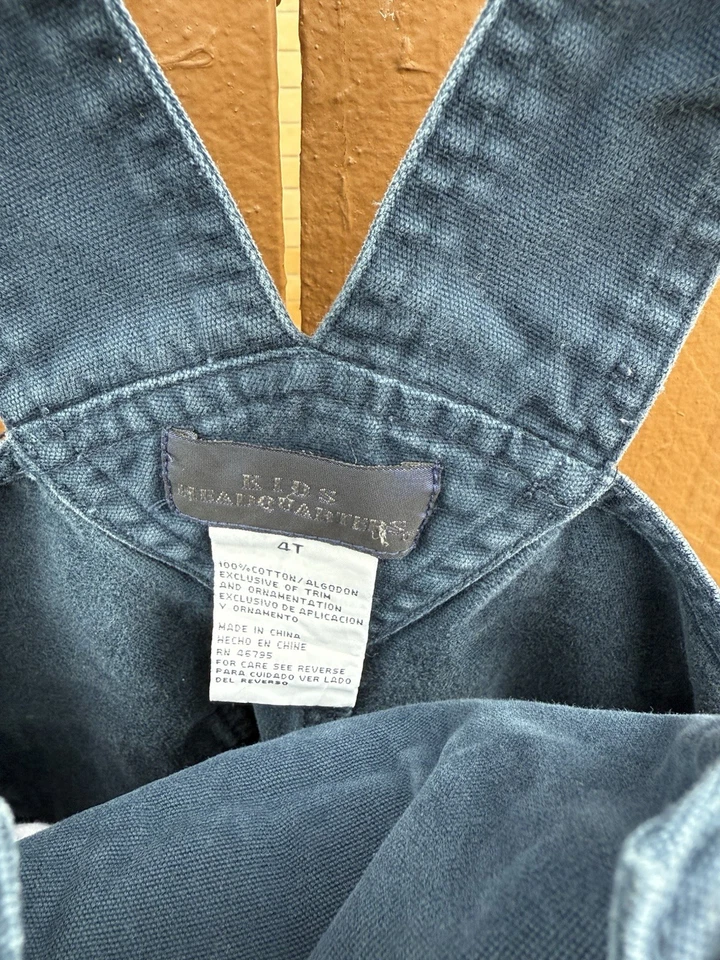 KIDS
HEADQUARTERS
4T
100% COTTON/ALGODON
EXCLUSIVE OF TRIM
AND ORNAMENTATION
EXCLUSIVO DE APLICACION
Y ORNAMENTO
MADE IN CHINA
HECHO EN CHINE
RN 46795
FOR CARE SEE REVERSE
PARA CUIDADO VER LADO
DEL REVERSO